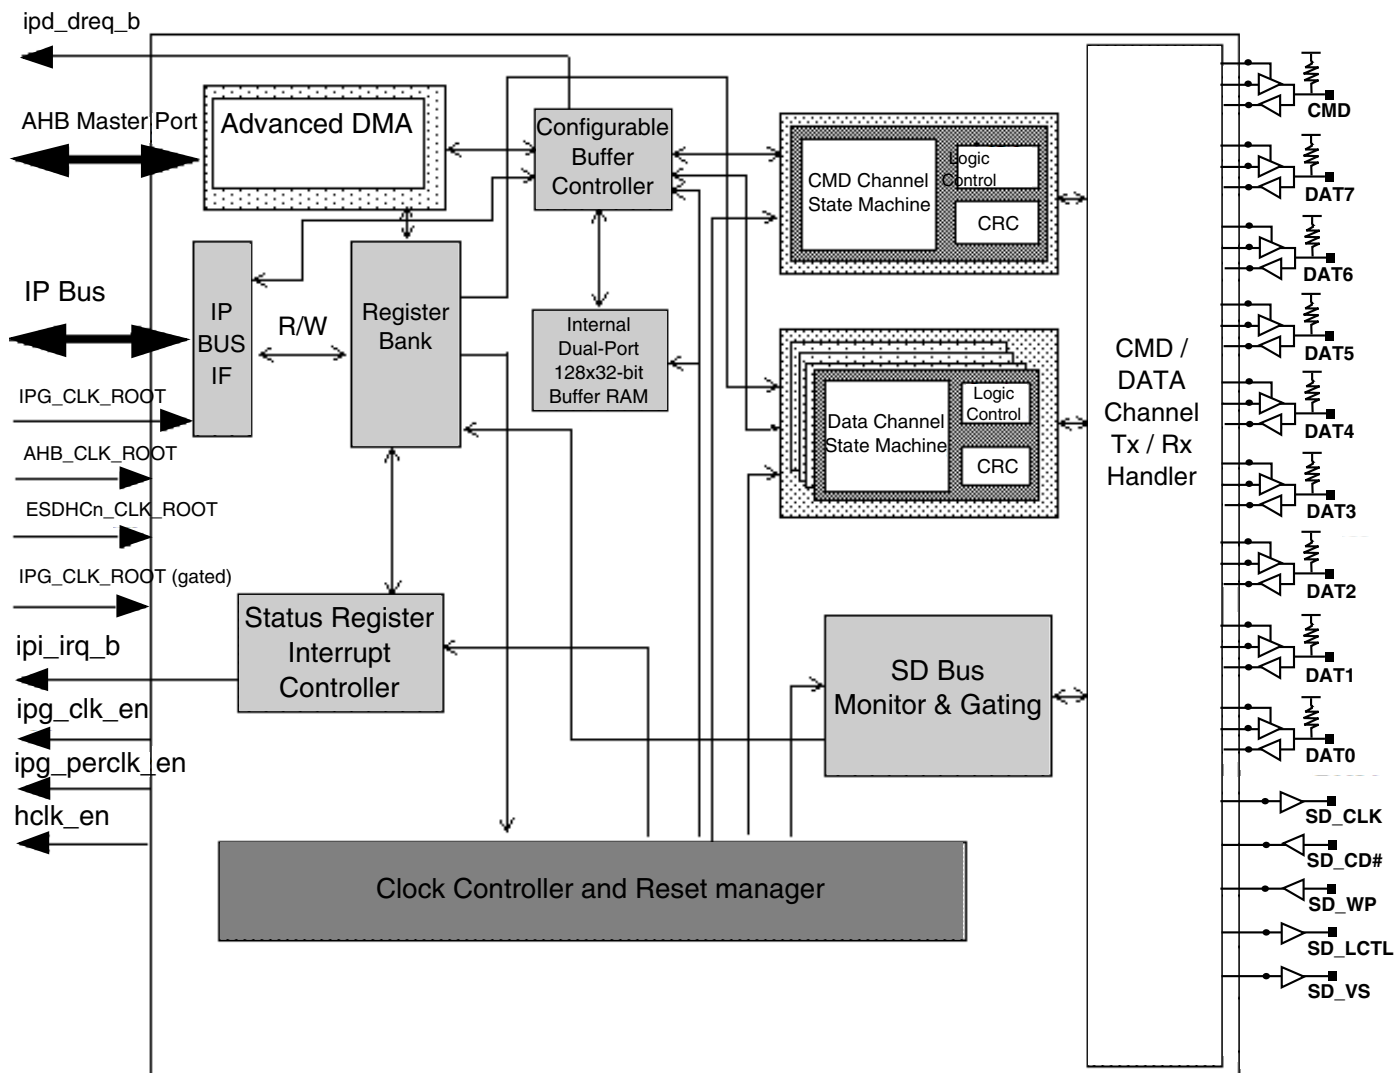 ipd_dreq_b
AHB Master Port
IP Bus
IPG_CLK_ROOT
AHB_CLK_ROOT
ESDHCn_CLK_ROOT
IPG_CLK_ROOT (gated)
ipi_irq_b
ipg_clk_en
ipg_perclk_en
hclk_en
Advanced DMA
IP
BUS
IF
R/W
Register
Bank
Configurable
Buffer
Controller
Internal
Dual-Port
128x32-bit
Buffer RAM
Status Register
Interrupt
Controller
CMD Channel
State Machine
Logic
Control
CRC
Data Channel
State Machine
Logic
Control
CRC
SD Bus
Monitor & Gating
Clock Controller and Reset manager
CMD /
DATA
Channel
Tx / Rx
Handler
CMD
DAT7
DAT6
DAT5
DAT4
DAT3
DAT2
DAT1
DAT0
SD_CLK
SD_CD#
SD_WP
SD_LCTL
SD_VS